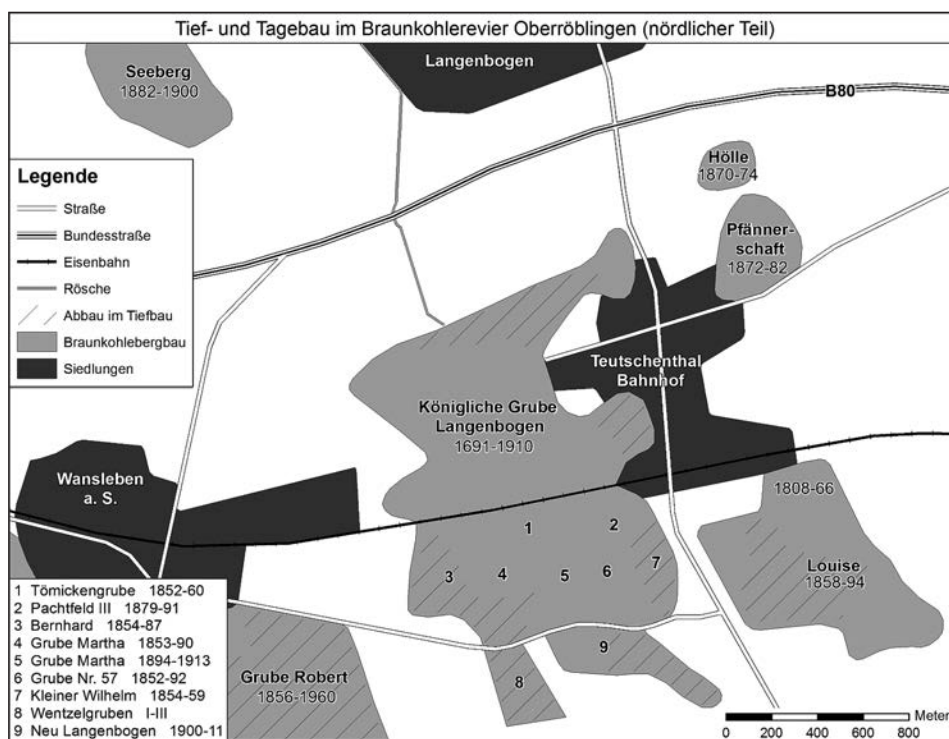 Tief- und Tagebau im Braunkohlerevier Oberröblingen (nördlicher Teil)
Langenbogen
Seeberg
1882-1900
B80
Hölle
1870-74
Pfänner-
schaft
1872-82
Legende
Straße
Bundesstraße
Eisenbahn
Rösche
Abbau im Tiefbau
Braunkohlebergbau
Siedlungen
Teutschenthal
Bahnhof
Königliche Grube
Langenbogen
1691-1910
Wansleben
a. S.
1808-66
Louise
1858-94
1
2
3
4
5
6
7
8
9
Grube Robert
1856-1960
1 Tömickengrube 1852-60
2 Pachtfeld III 1879-91
3 Bernhard 1854-87
4 Grube Martha 1853-90
5 Grube Martha 1894-1913
6 Grube Nr. 57 1852-92
7 Kleiner Wilhelm 1854-59
8 Wentzelgruben I-III
9 Neu Langenbogen 1900-11
Meter
0 200 400 600 800